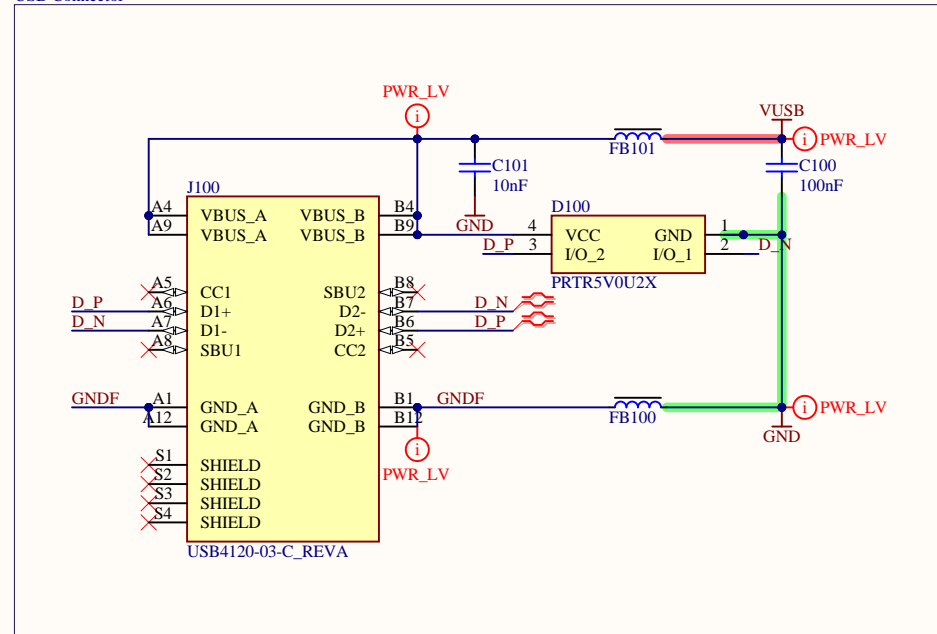 PWR_LV
VUSB
i
i PWR_LV
FB101
C101
10nF
C100
100nF
J100
D100
A4 VBUS_A VBUS_B B4
A9 VBUS_A VBUS_B B9
GND
4 VCC GND 1
D_P 3 I/O_2 I/O_1 2 D_N
PRTR5V0U2X
A5 CC1 SBU2 B8
D_P A6 D1+ D2- B7 D_N
D_N A7 D1- D2+ B6 D_P
A8 SBU1 CC2 B5
GNDF A1 GND_A GND_B B1 GNDF
A12 GND_A GND_B B12
FB100
i PWR_LV
GND
i
PWR_LV
S1 SHIELD
S2 SHIELD
S3 SHIELD
S4 SHIELD
USB4120-03-C_REVA